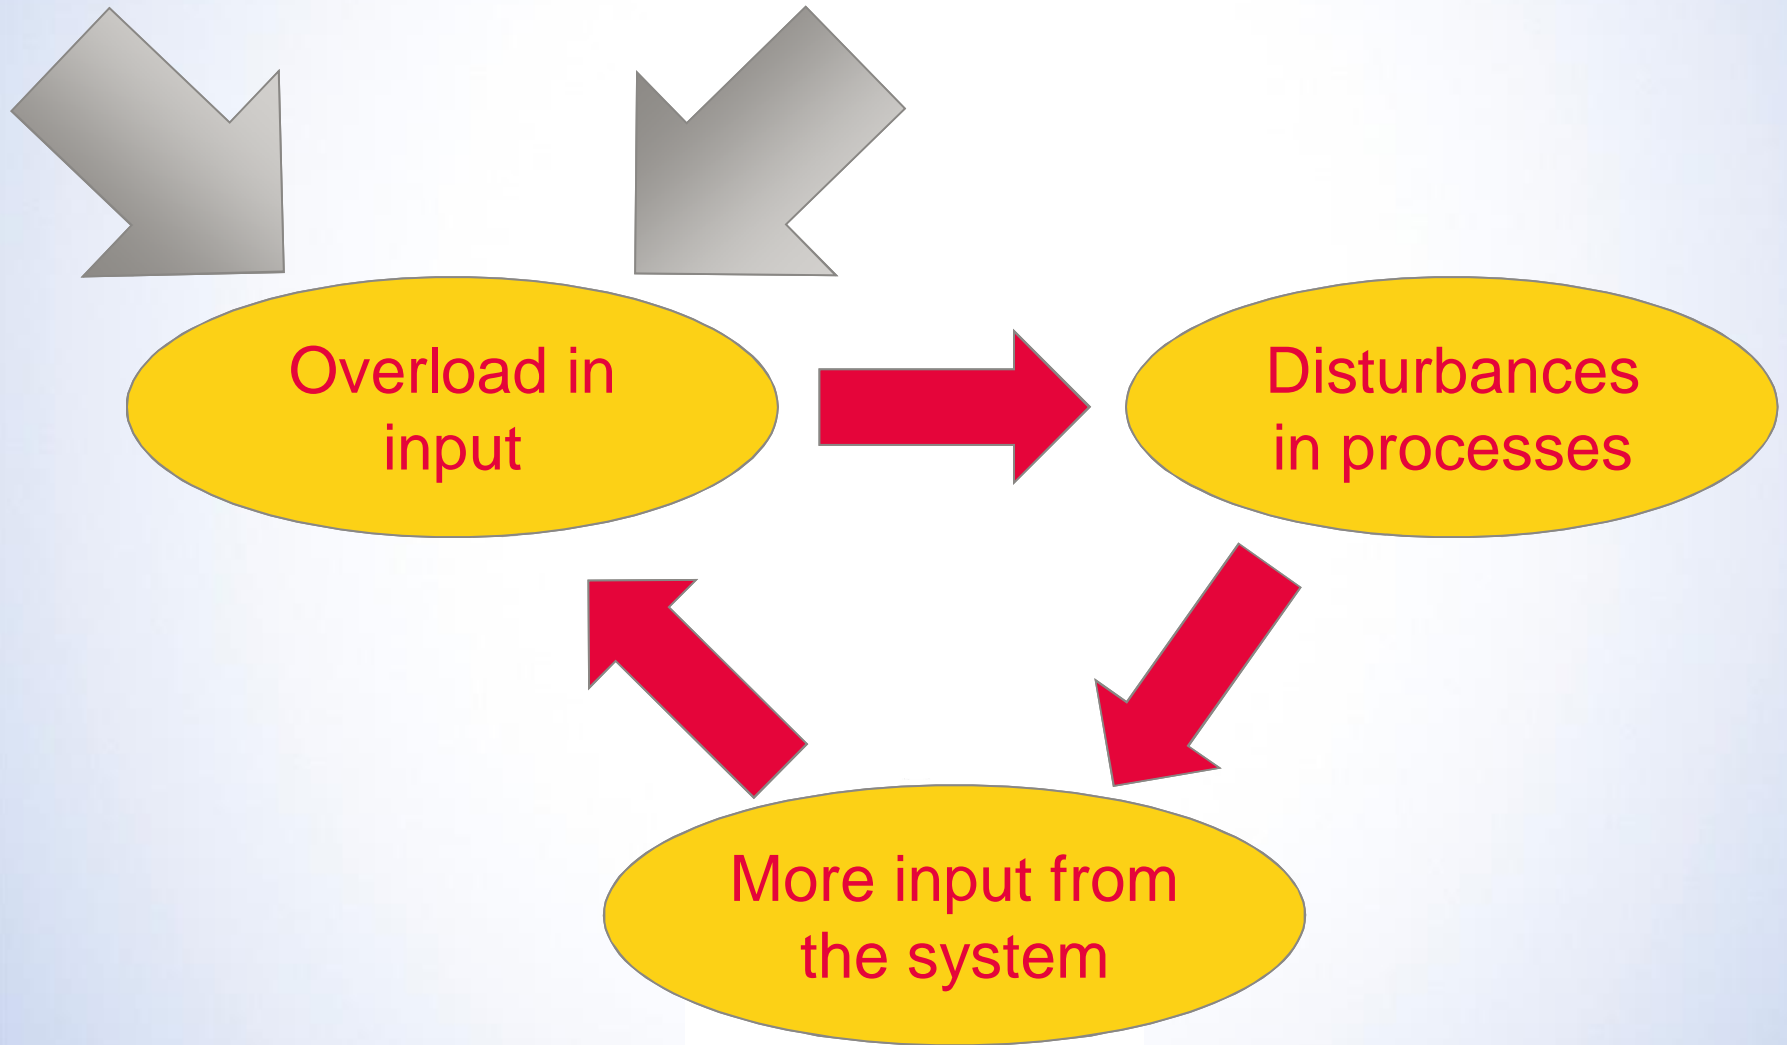 Overload in
input
Disturbances
in processes
More input from
the system